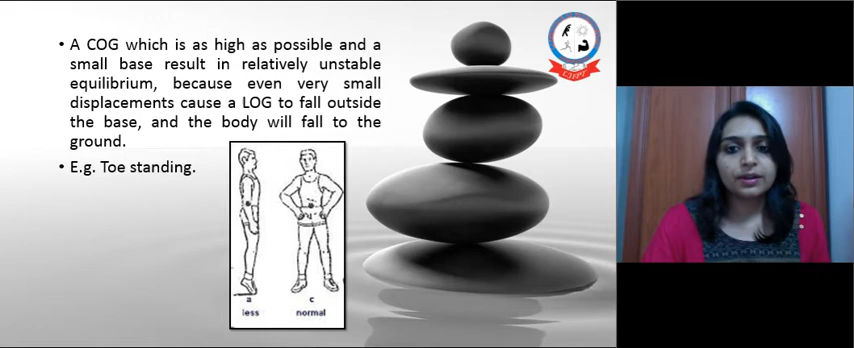 • A COG which is as high as possible and a
small base result in relatively unstable
equilibrium, because even very small
displacements cause a LOG to fall outside
the base, and the body will fall to the
ground.
• E.g. Toe standing.
a
c
less
normal